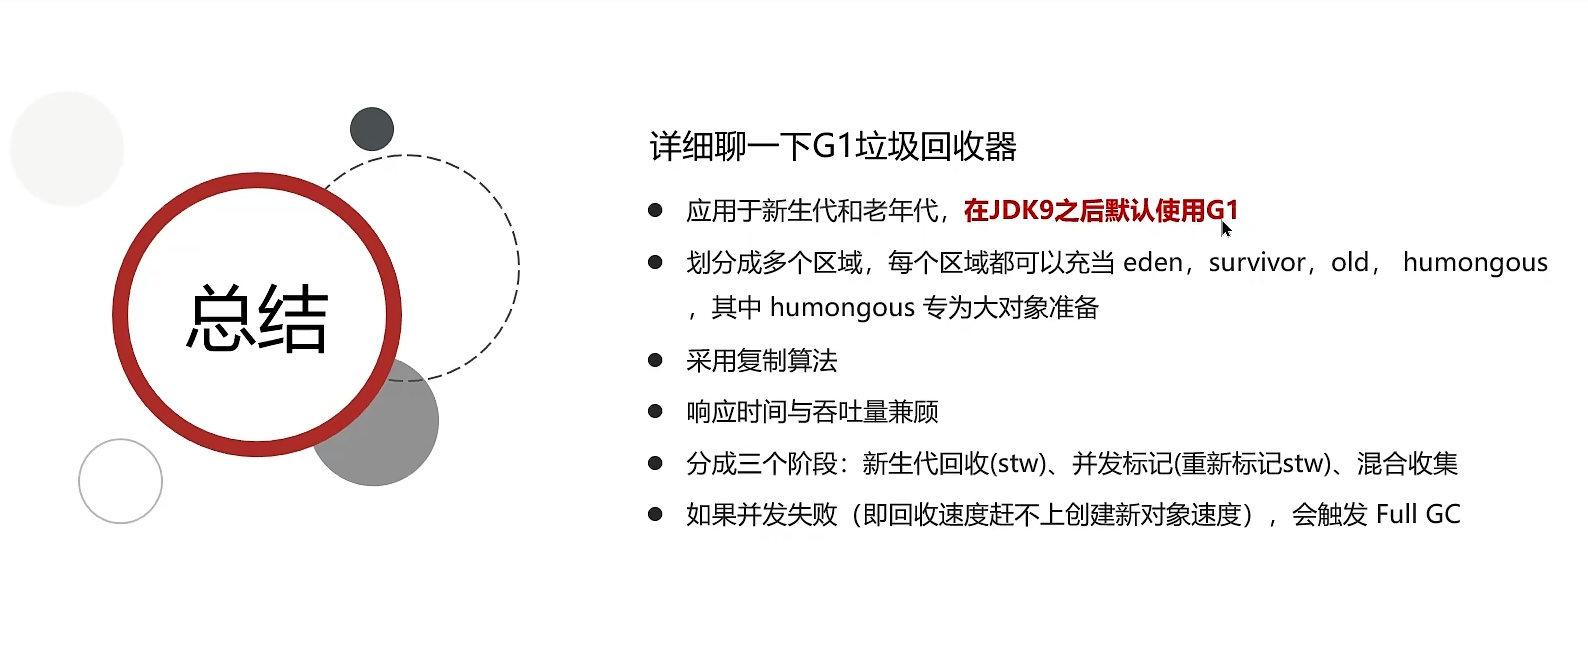 总结
详细聊一下G1垃圾回收器
应用于新生代和老年代，在JDK9之后默认使用G1
划分成多个区域，每个区域都可以充当 eden，survivor，old， humongous
，其中 humongous 专为大对象准备
采用复制算法
响应时间与吞吐量兼顾
分成三个阶段：新生代回收(stw)、并发标记(重新标记stw)、混合收集
如果并发失败（即回收速度赶不上创建新对象速度），会触发 Full GC